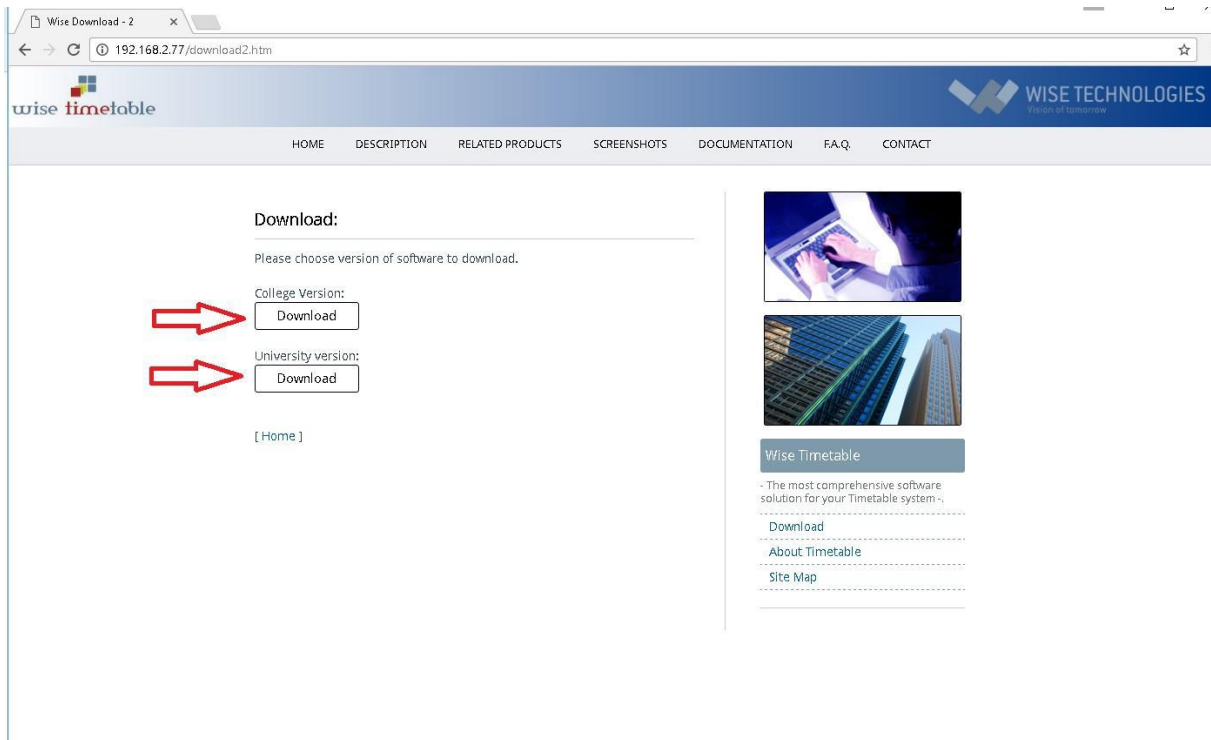 Wise Download - 2
192.168.2.77/download2.htm
wise timetable
WISE TECHNOLOGIES
Vision of tomorrow
HOME DESCRIPTION RELATED PRODUCTS SCREENSHOTS DOCUMENTATION F.A.Q. CONTACT
Download:
Please choose version of software to download.
College Version:
Download
University version:
Download
[ Home ]
Wise Timetable
- The most comprehensive software
solution for your Timetable system -.
Download
About Timetable
Site Map